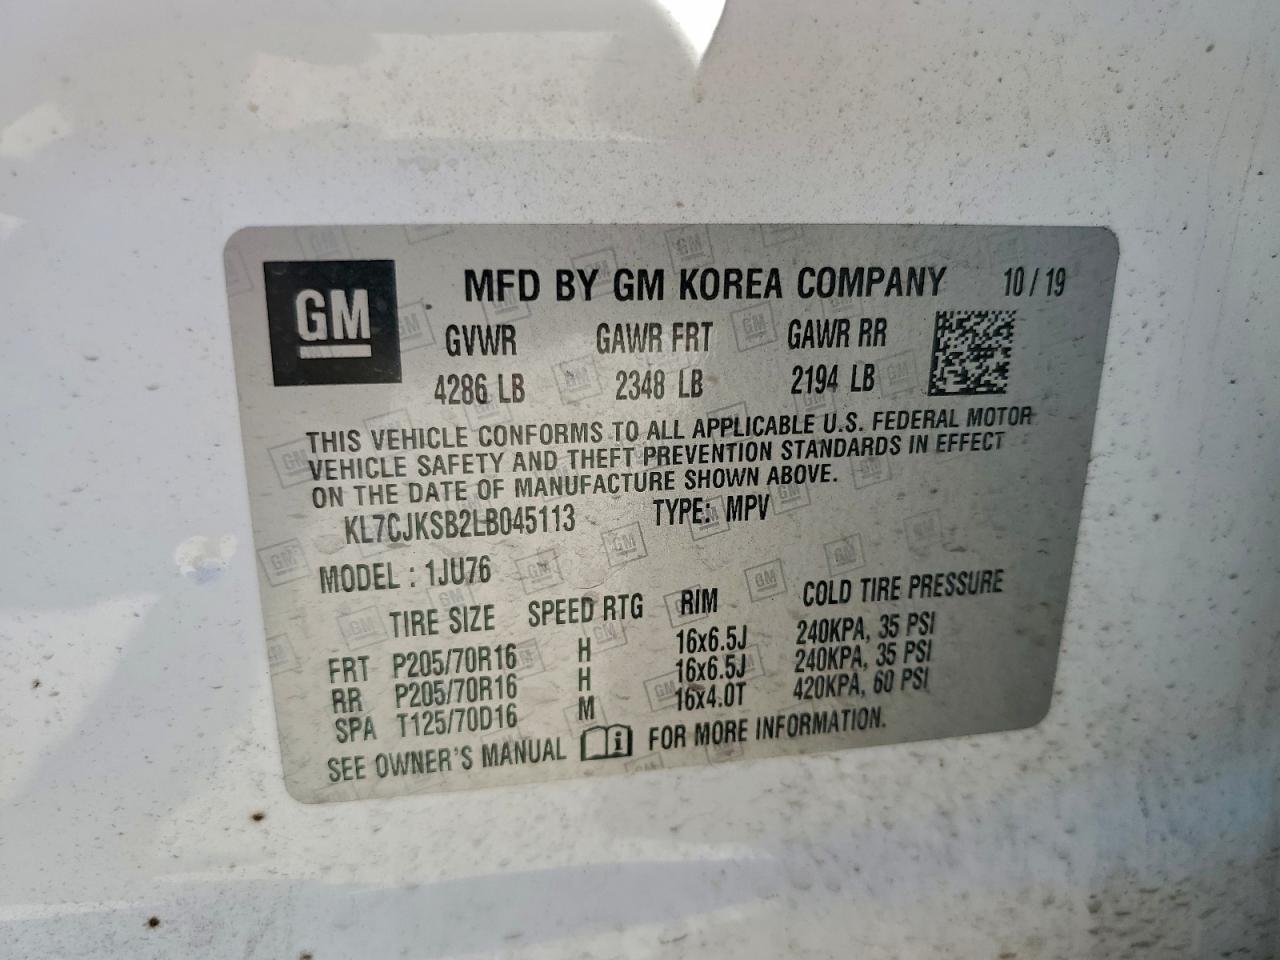 GM
MFD BY GM KOREA COMPANY 10/19
GVWR GAWR FRT GAWR RR
4286 LB 2348 LB 2194 LB
THIS VEHICLE CONFORMS TO ALL APPLICABLE U.S. FEDERAL MOTOR
VEHICLE SAFETY AND THEFT PREVENTION STANDARDS IN EFFECT
ON THE DATE OF MANUFACTURE SHOWN ABOVE.
KL7CJKSB2LB045113 TYPE: MPV
MODEL : 1JU76
TIRE SIZE SPEED RTG RIM COLD TIRE PRESSURE
FRT P205/70R16 H 16x6.5J 240KPA, 35 PSI
RR P205/70R16 H 16x6.5J 240KPA, 35 PSI
SPA T125/70D16 M 16x4.0T 420KPA, 60 PSI
SEE OWNER'S MANUAL i FOR MORE INFORMATION.